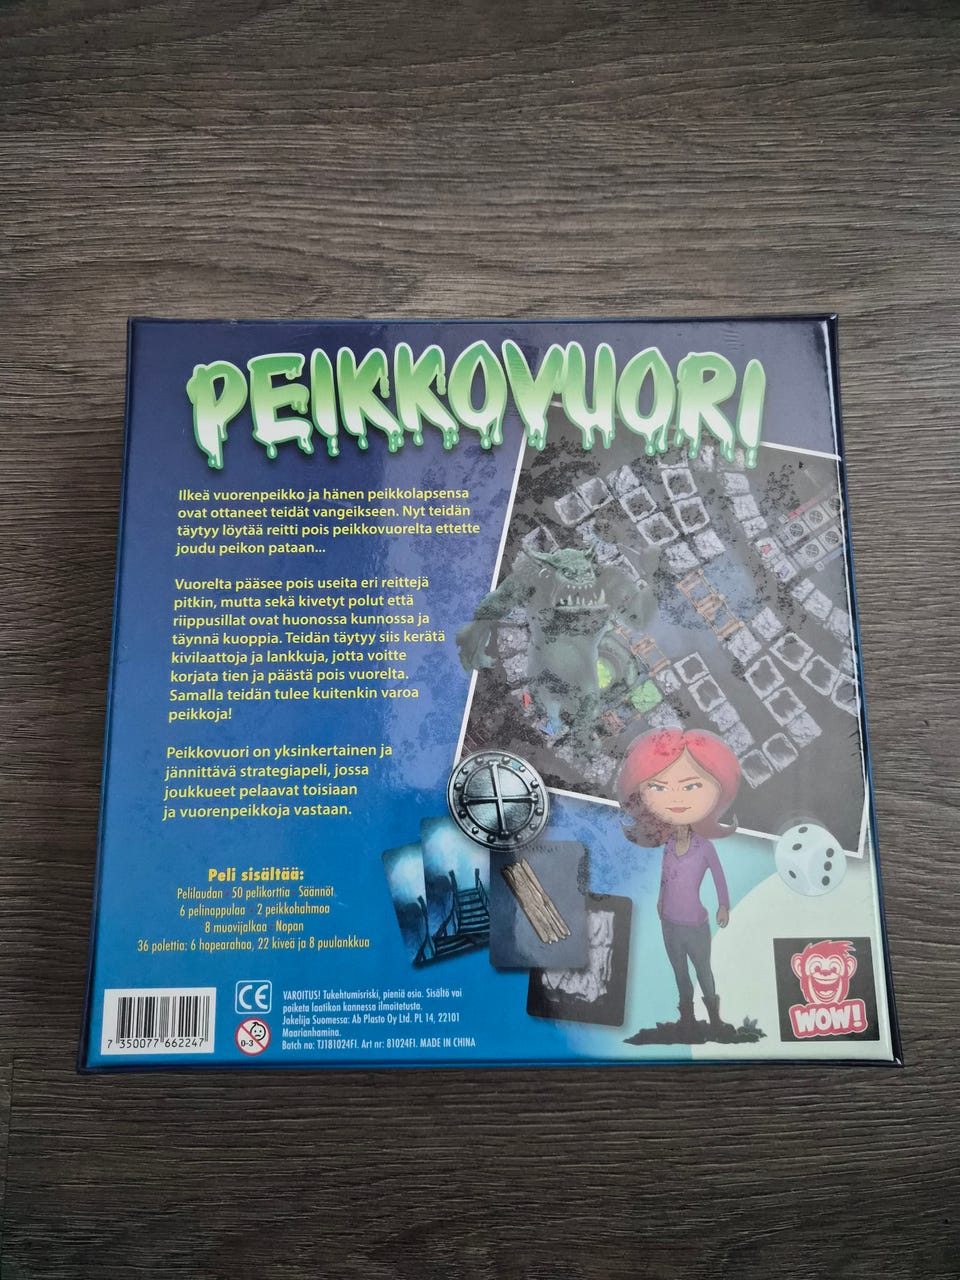 PEIKKOVUORI
Ilkeä vuorenpeikko ja hänen peikkolapsensa
ovat ottaneet teidät vangeikseen. Nyt teidän
täytyy löytää reitti pois peikkovuorelta ettette
joudu peikon pataan...
Vuorelta pääsee pois useita eri reittejä
pitkin, mutta sekä kivetyt polut että
riippusillat ovat huonossa kunnossa ja
täynnä kuoppia. Teidän täytyy siis kerätä
kivilaattoja ja lankkuja, jotta voitte
korjata tien ja päästä pois vuorelta.
Samalla teidän tulee kuitenkin varoa
peikkoja!
Peikkovuori on yksinkertainen ja
jännittävä strategiapeli, jossa
joukkueet pelaavat toisiaan
ja vuorenpeikkoja vastaan.
Peli sisältää:
Pelilaudan 50 pelikorttia Säännöt
6 pelinappulaa 2 peikkohahmoa
8 muovijalkaa Nopan
36 polettia: 6 hopearahaa, 22 kiveä ja 8 puulankkua
7 350077 662247
CE
0-3
VAROITUS! Tukehtumisriski, pieniä osia. Sisältö voi
poiketa laatikon kannessa ilmoitetusta.
Jakelija Suomessa: Ab Plasto Oy Ltd. PL 14, 22101
Maarianhamina.
Batch no: TJ181024FI. Art nr: 81024FI. MADE IN CHINA
WOW!